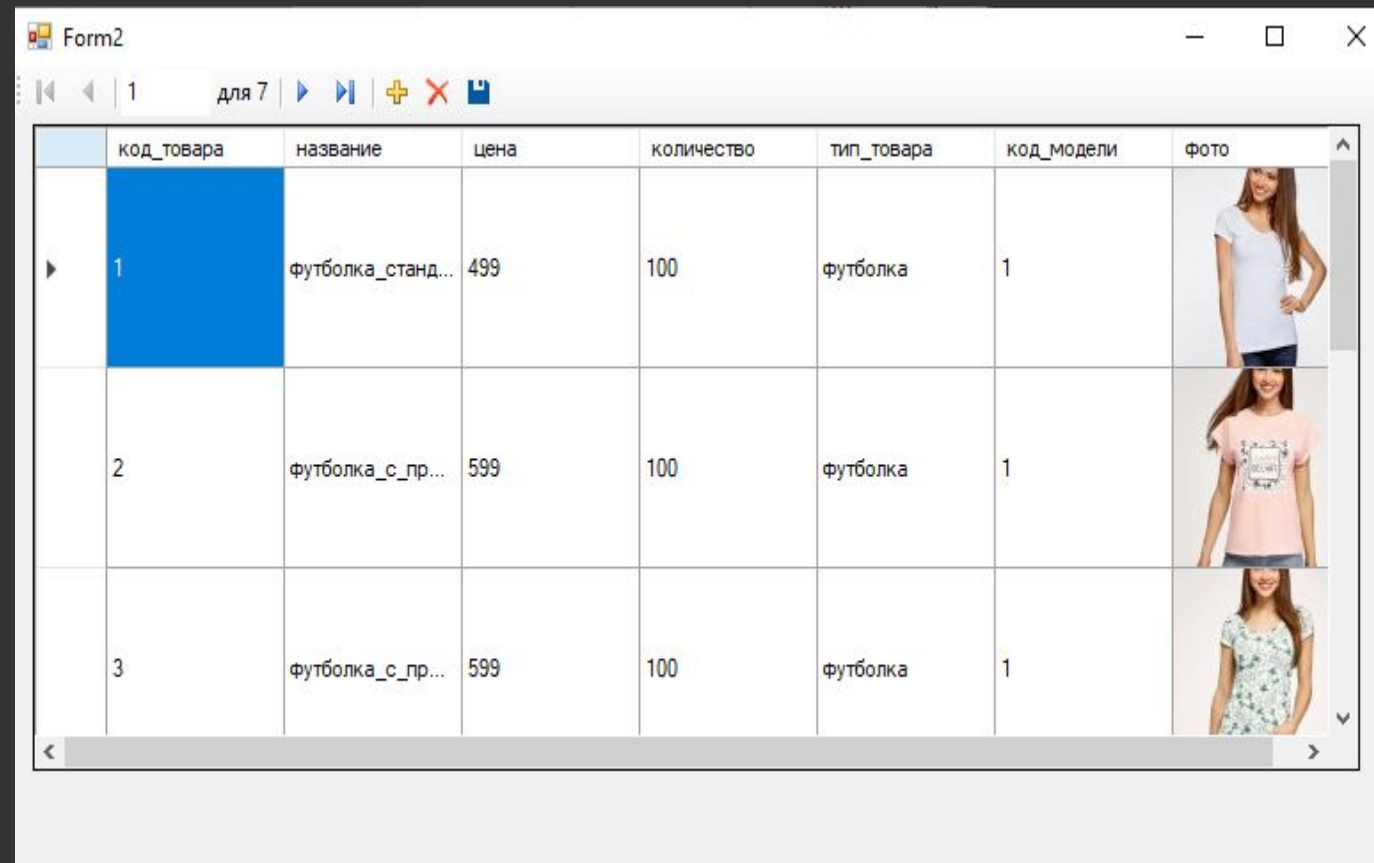 Form2
1 для 7
код_товара название цена количество тип_товара код_модели фото
1 футболка_станд... 499 100 футболка 1
2 футболка_с_пр... 599 100 футболка 1
3 футболка_с_пр... 599 100 футболка 1